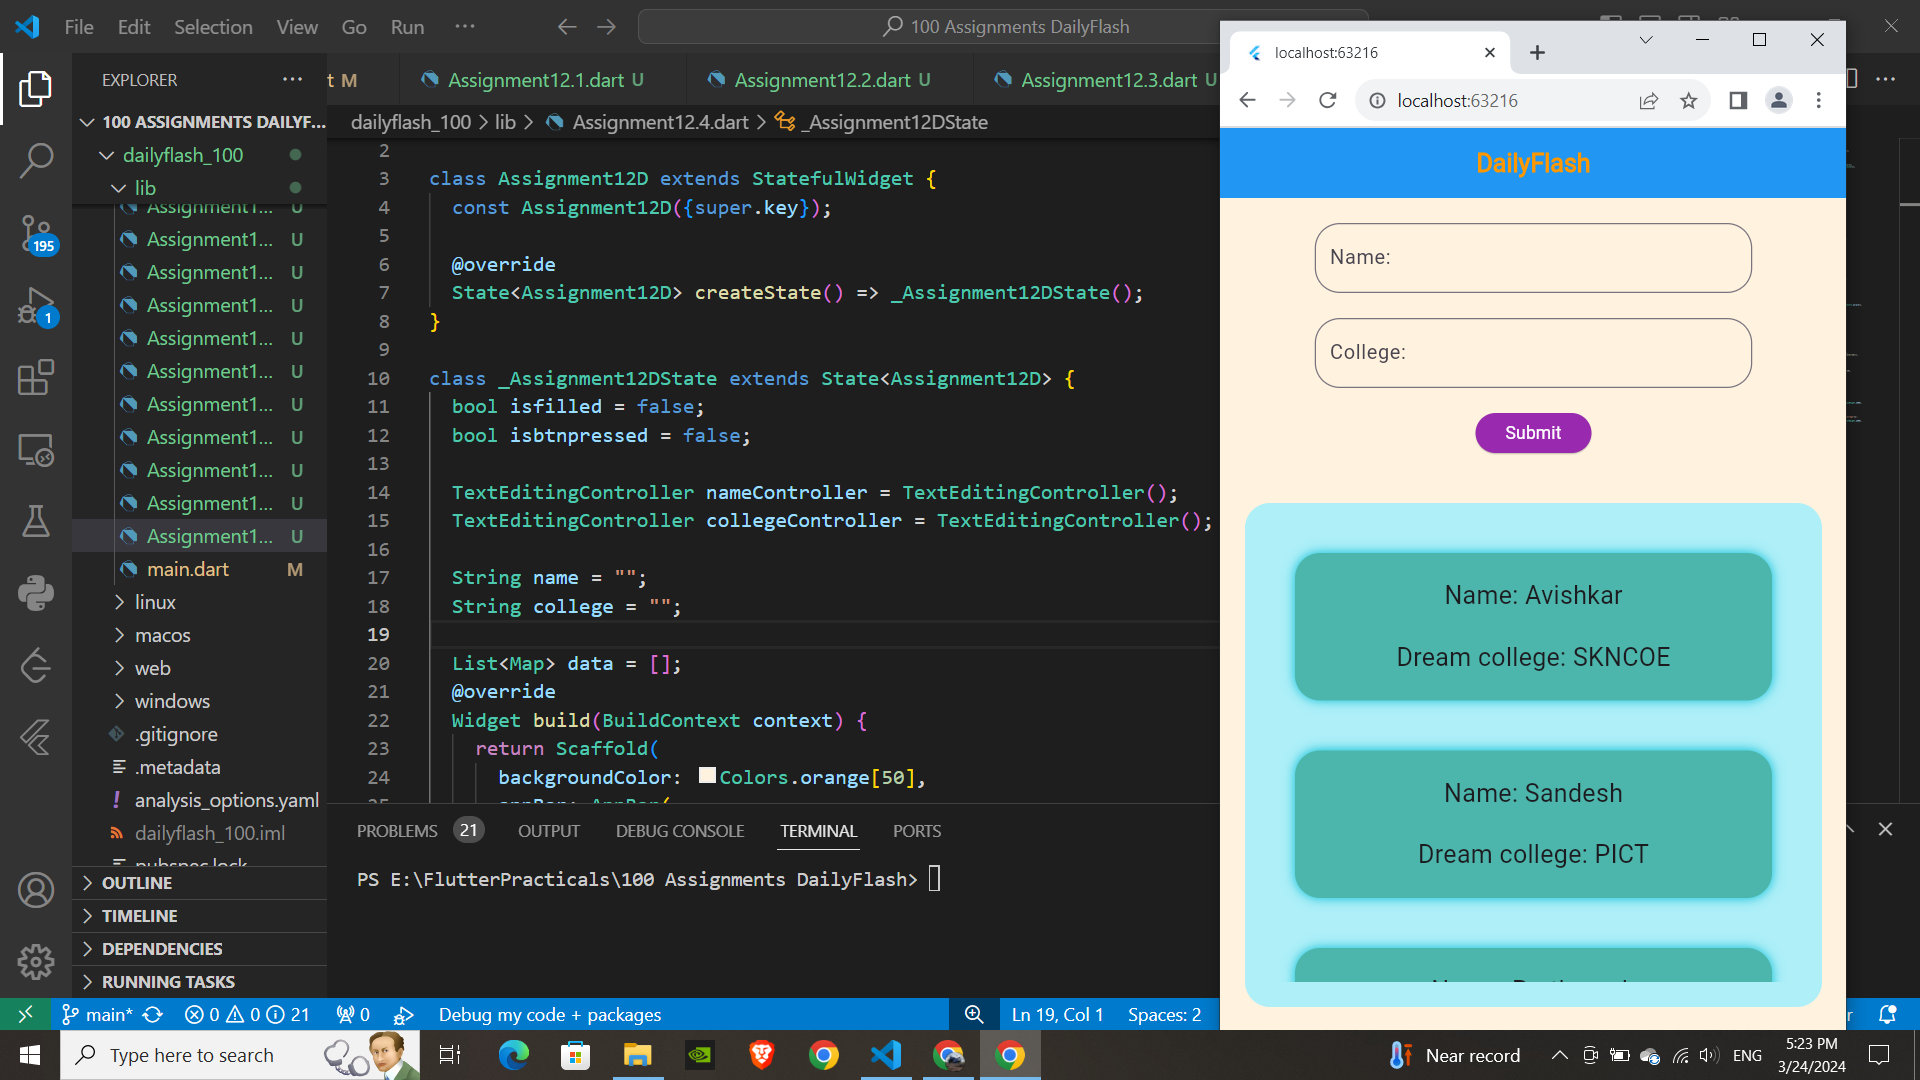 File Edit Selection View Go Run ···
100 Assignments DailyFlash
EXPLORER ···
100 ASSIGNMENTS DAILYF...
dailyflash_100
lib
Assignment1... U
Assignment1... U
Assignment1... U
Assignment1... U
Assignment1... U
Assignment1... U
Assignment1... U
Assignment1... U
Assignment1... U
Assignment1... U
Assignment1... U
main.dart M
linux
macos
web
windows
.gitignore
.metadata
analysis_options.yaml
dailyflash_100.iml
pubspec.lock
OUTLINE
TIMELINE
DEPENDENCIES
RUNNING TASKS
195
1
t M Assignment12.1.dart U Assignment12.2.dart U Assignment12.3.dart U
dailyflash_100 > lib > Assignment12.4.dart > _Assignment12DState
2
3 class Assignment12D extends StatefulWidget {
4 const Assignment12D({super.key});
5
6 @override
7 State<Assignment12D> createState() => _Assignment12DState();
8 }
9
10 class _Assignment12DState extends State<Assignment12D> {
11 bool isfilled = false;
12 bool isbtnpressed = false;
13
14 TextEditingController nameController = TextEditingController();
15 TextEditingController collegeController = TextEditingController();
16
17 String name = "";
18 String college = "";
19
20 List<Map> data = [];
21 @override
22 Widget build(BuildContext context) {
23 return Scaffold(
24 backgroundColor: Colors.orange[50],
25 appBar: AppBar(
PROBLEMS 21 OUTPUT DEBUG CONSOLE TERMINAL PORTS
PS E:\FlutterPracticals\100 Assignments DailyFlash>
localhost:63216
localhost:63216
DailyFlash
Name:
College:
Submit
Name: Avishkar
Dream college: SKNCOE
Name: Sandesh
Dream college: PICT
main* 0 0 21 0 Debug my code + packages Ln 19, Col 1 Spaces: 2
Type here to search
Near record ENG
5:23 PM
3/24/2024